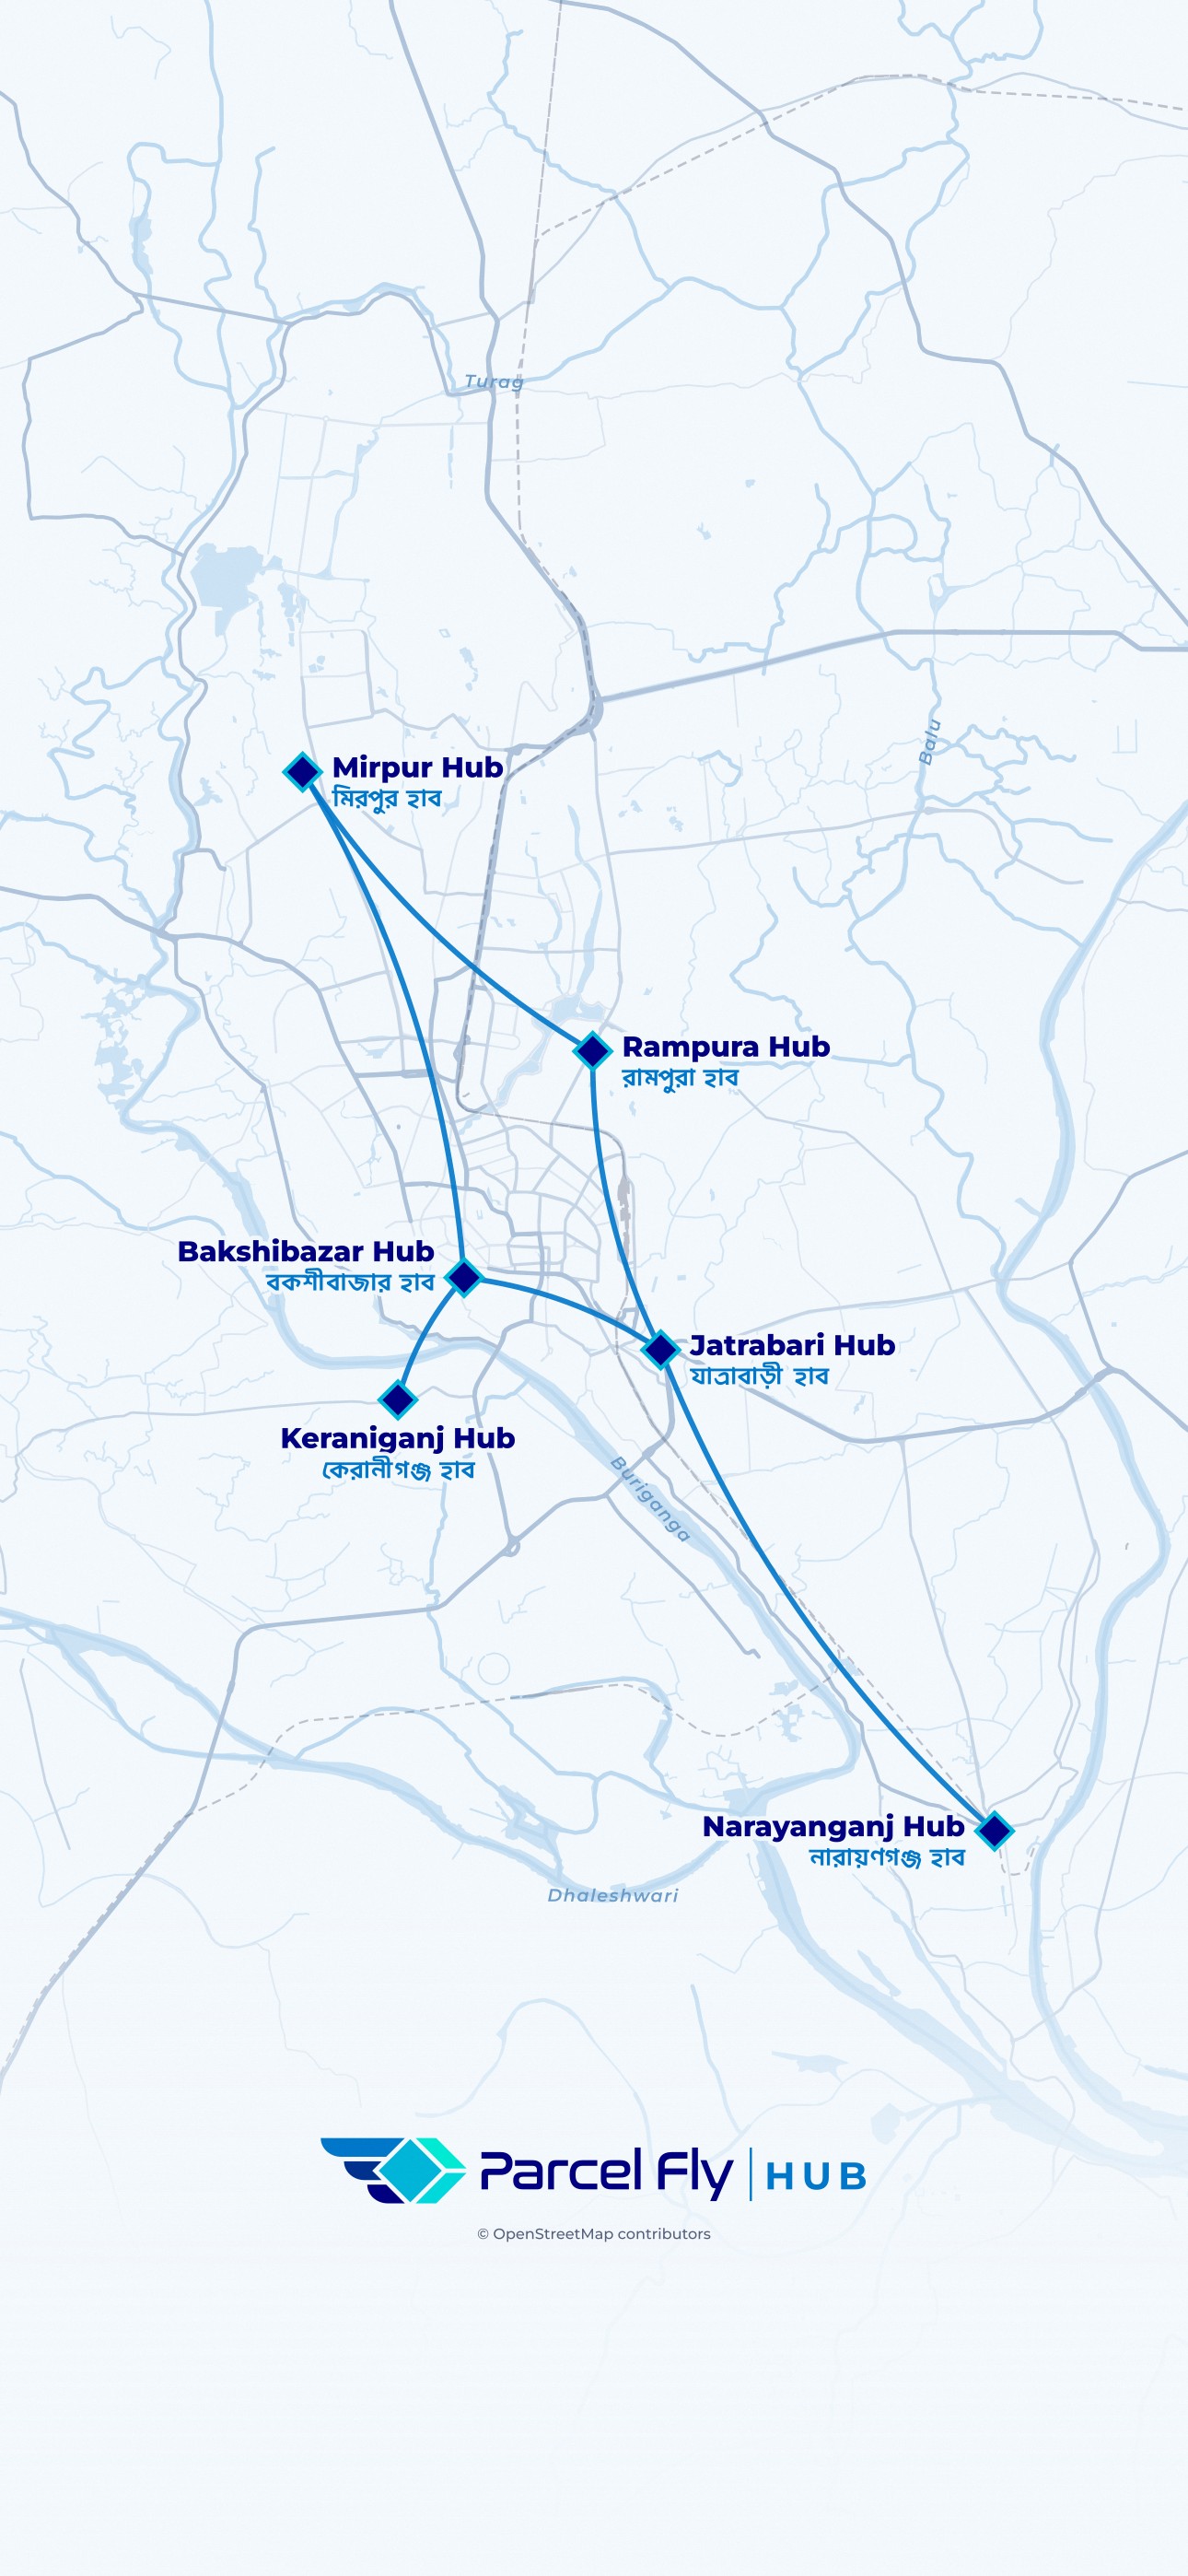 Turag
Balu
Mirpur Hub
মিরপুর হাব
Rampura Hub
রামপুরা হাব
Bakshibazar Hub
বকশীবাজার হাব
Jatrabari Hub
যাত্রাবাড়ী হাব
Keraniganj Hub
কেরানীগঞ্জ হাব
Buriganga
Narayanganj Hub
নারায়ণগঞ্জ হাব
Dhaleshwari
Parcel Fly | HUB
© OpenStreetMap contributors